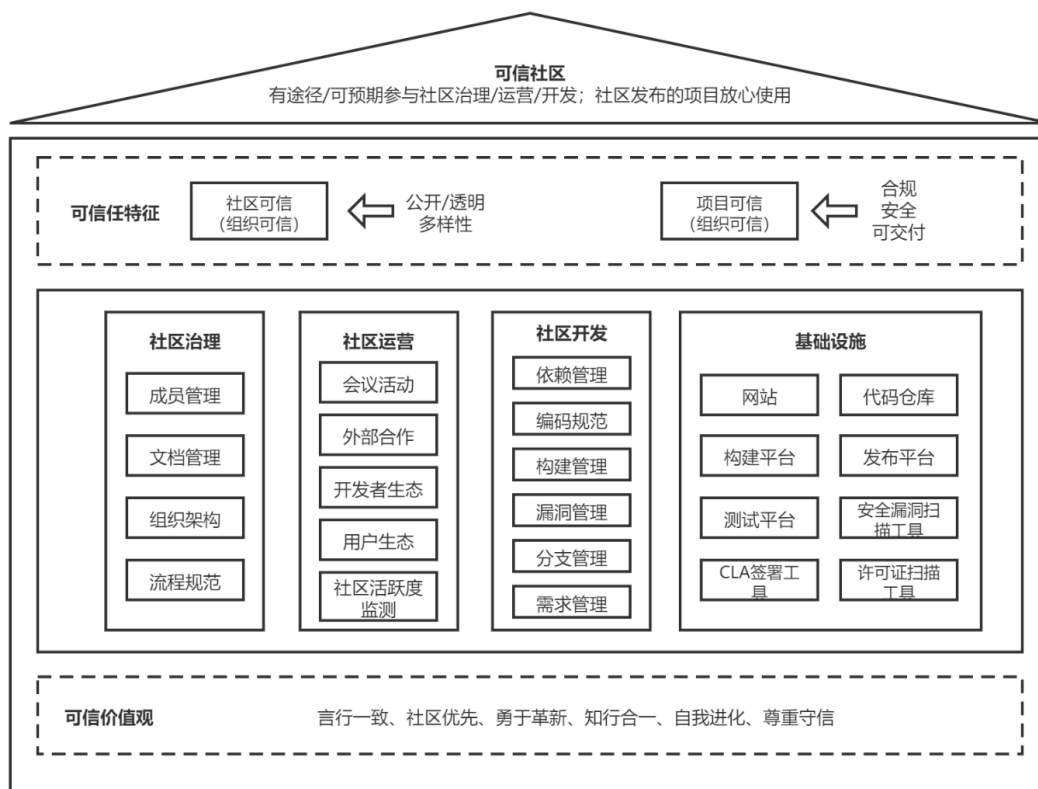 可信社区
有途径/可预期参与社区治理/运营/开发；社区发布的项目放心使用
可信任特征
社区可信
（组织可信）
公开/透明
多样性
项目可信
（组织可信）
合规
安全
可交付
社区治理
成员管理
文档管理
组织架构
流程规范
社区运营
会议活动
外部合作
开发者生态
用户生态
社区活跃度
监测
社区开发
依赖管理
编码规范
构建管理
漏洞管理
分支管理
需求管理
基础设施
网站
代码仓库
构建平台
发布平台
测试平台
安全漏洞扫
描工具
CLA签署工
具
许可证扫描
工具
可信价值观
言行一致、社区优先、勇于革新、知行合一、自我进化、尊重守信